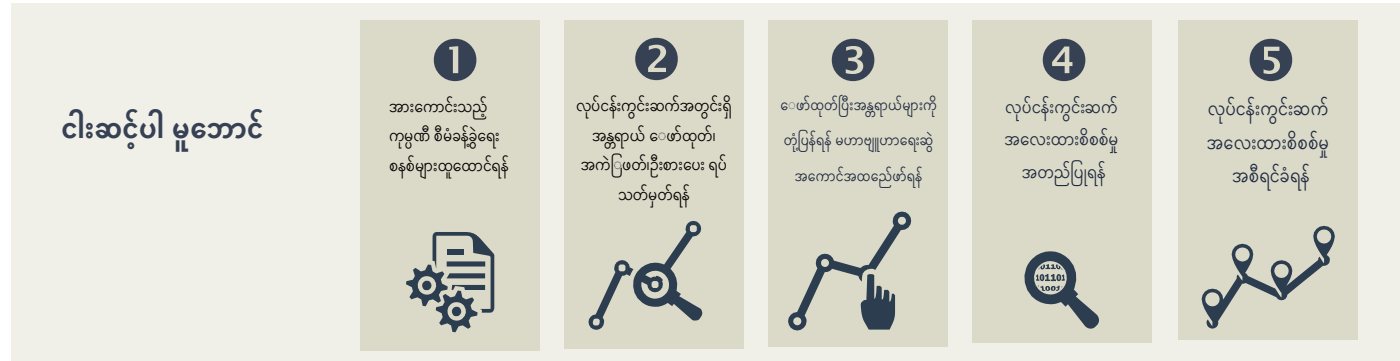 ငါးဆင့်ပါ မူဘောင်
1
အားကောင်းသည့်
ကုမ္ပဏီ စီမံခန့်ခွဲရေး
စနစ်များထူထောင်ရန်
2
လုပ်ငန်းကွင်းဆက်အတွင်းရှိ
အန္တရာယ် ေဖာ်ထုတ်၊
အကဲြဖတ်၊ဦးစားပေး ရပ်
သတ်မှတ်ရန်
3
ေဖာ်ထုတ်ပြီးအန္တရာယ်များကို
တုံ့ပြန်ရန် မဟာဗျူဟာရေးဆွဲ
အကောင်အထည်ေဖာ်ရန်
4
လုပ်ငန်းကွင်းဆက်
အလေးထားစိစစ်မှု
အတည်ပြုရန်
01101
101101
1001
5
လုပ်ငန်းကွင်းဆက်
အလေးထားစိစစ်မှု
အစီရင်ခံရန်